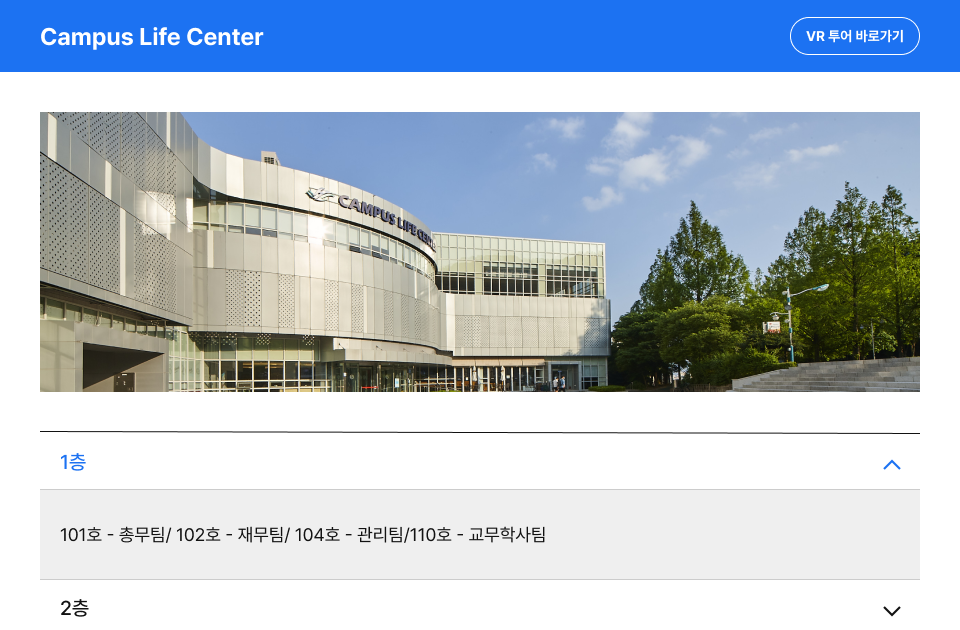 Campus Life Center
VR 투어 바로가기
CAMPUS LIFE CENTER
1층
101호 - 총무팀/ 102호 - 재무팀/ 104호 - 관리팀/110호 - 교무학사팀
2층